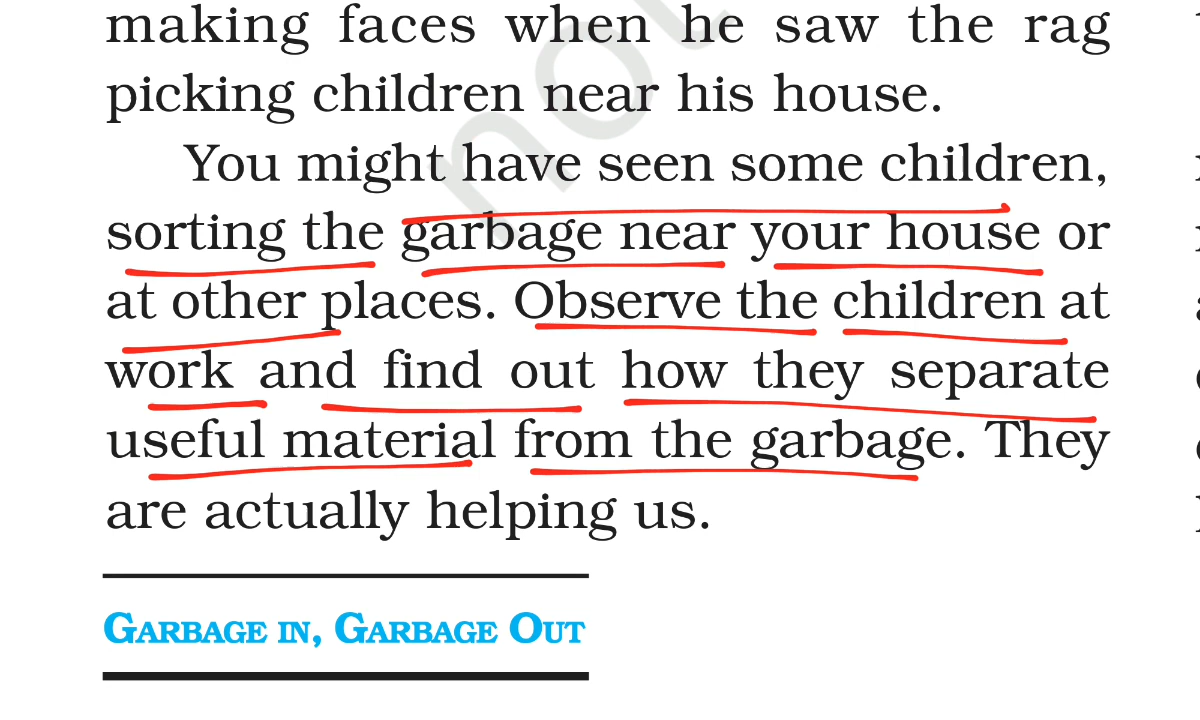 making faces when he saw the rag
picking children near his house.
You might have seen some children,
sorting the garbage near your house or
at other places. Observe the children at
work and find out how they separate
useful material from the garbage. They
are actually helping us.
GARBAGE IN, GARBAGE OUT
not